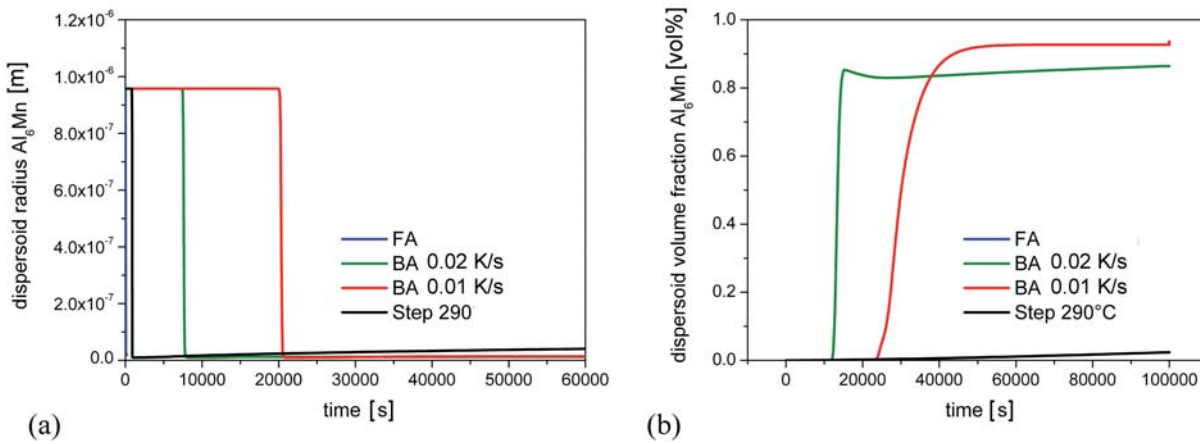 dispersoid radius Al₆Mn [m]
1.2x10⁻⁶
1.0x10⁻⁶
8.0x10⁻⁷
6.0x10⁻⁷
4.0x10⁻⁷
2.0x10⁻⁷
0.0
FA
BA 0.02 K/s
BA 0.01 K/s
Step 290
0 10000 20000 30000 40000 50000 60000
time [s]
(a)
dispersoid volume fraction Al₆Mn [vol%]
1.0
0.8
0.6
0.4
0.2
0.0
FA
BA 0.02 K/s
BA 0.01 K/s
Step 290°C
0 20000 40000 60000 80000 100000
time [s]
(b)